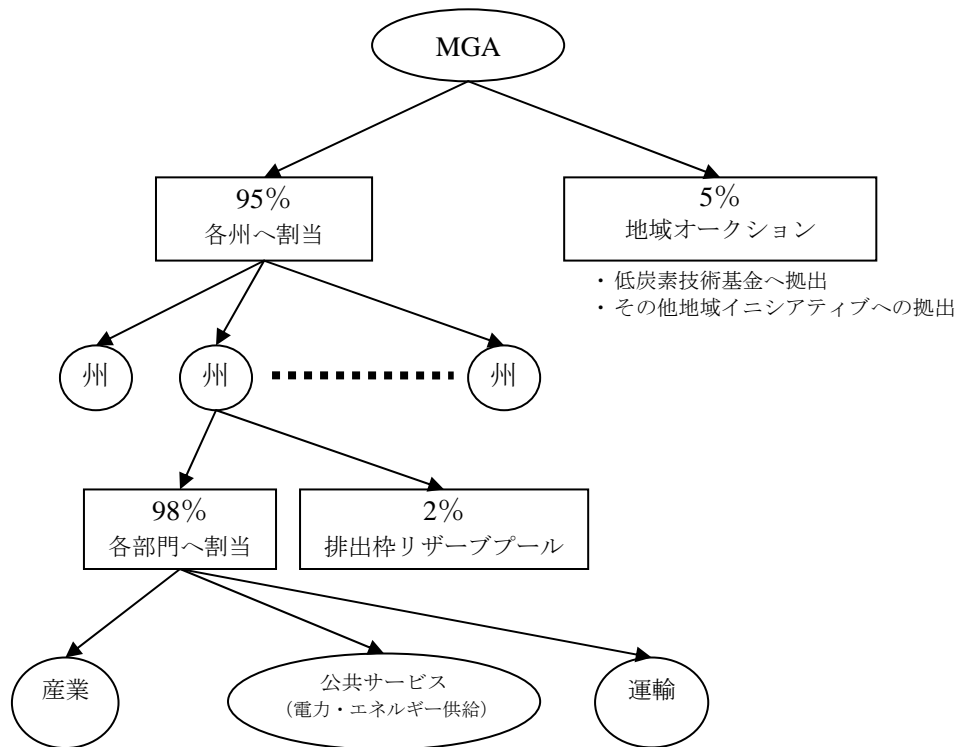 MGA
95%
各州へ割当
5%
地域オークション
・低炭素技術基金へ拠出
・その他地域イニシアティブへの拠出
州
州
州
98%
各部門へ割当
2%
排出枠リザーブプール
産業
公共サービス
（電力・エネルギー供給）
運輸